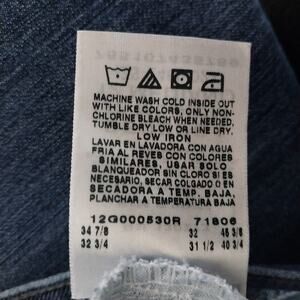 MACHINE WASH COLD INSIDE OUT
WITH LIKE COLORS, ONLY NON-
CHLORINE BLEACH WHEN NEEDED,
TUMBLE DRY LOW OR LINE DRY.
LOW IRON
LAVAR EN LAVADORA CON AGUA
FRIA AL REVES CON COLORES
SIMILARES, USAR SOLO
BLANQUEADOR SIN CLORO SI ES
NECESARIO, SECAR COLGADO O EN
SECADORA A TEMP. BAJA,
PLANCHAR A TEMPERATURA BAJA
12G000530R 71806
34 7/8 32 45 3/8
32 3/4 31 1/2 40 3/4